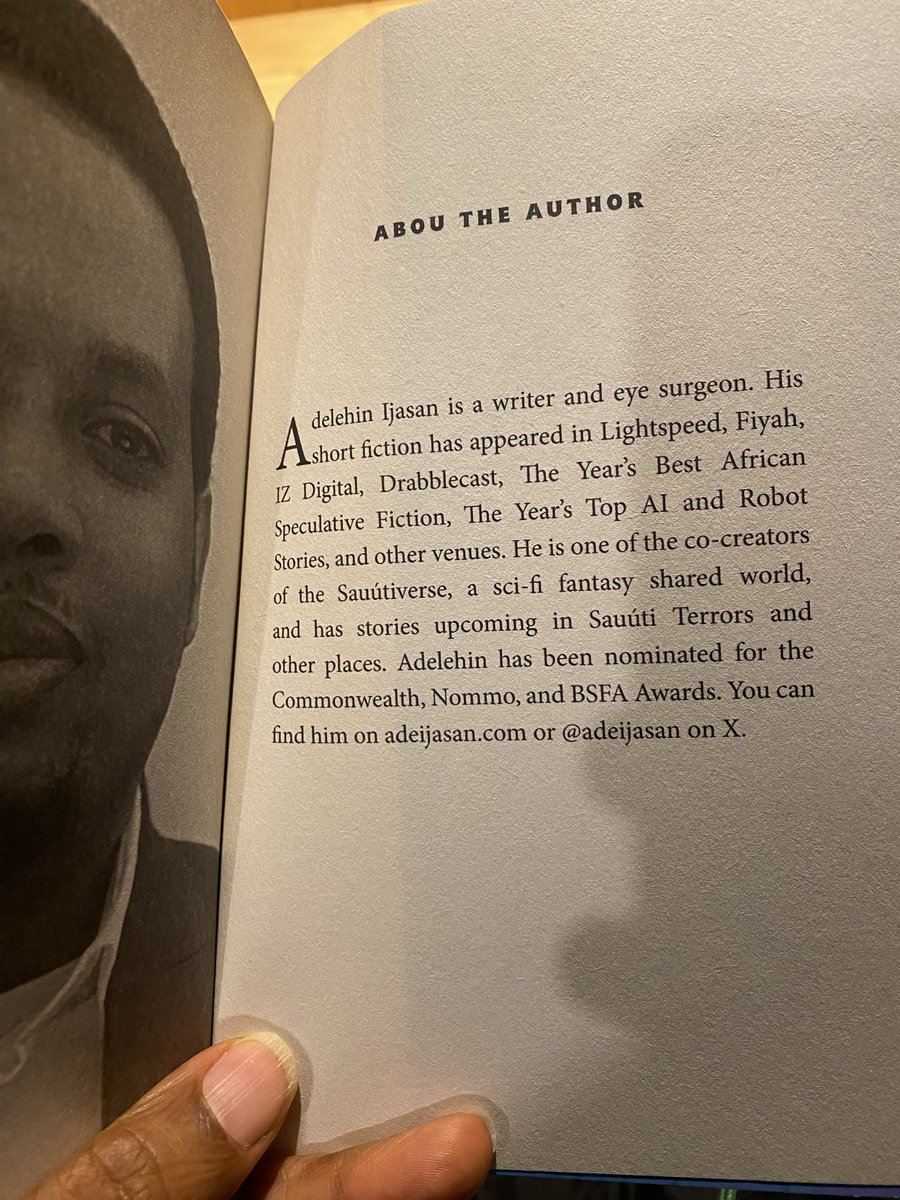 ABOU THE AUTHOR
Adelehin Ijasan is a writer and eye surgeon. His
short fiction has appeared in Lightspeed, Fiyah,
IZ Digital, Drabblecast, The Year's Best African
Speculative Fiction, The Year's Top AI and Robot
Stories, and other venues. He is one of the co-creators
of the Sauútiverse, a sci-fi fantasy shared world,
and has stories upcoming in Sauúti Terrors and
other places. Adelehin has been nominated for the
Commonwealth, Nommo, and BSFA Awards. You can
find him on adeijasan.com or @adeijasan on X.